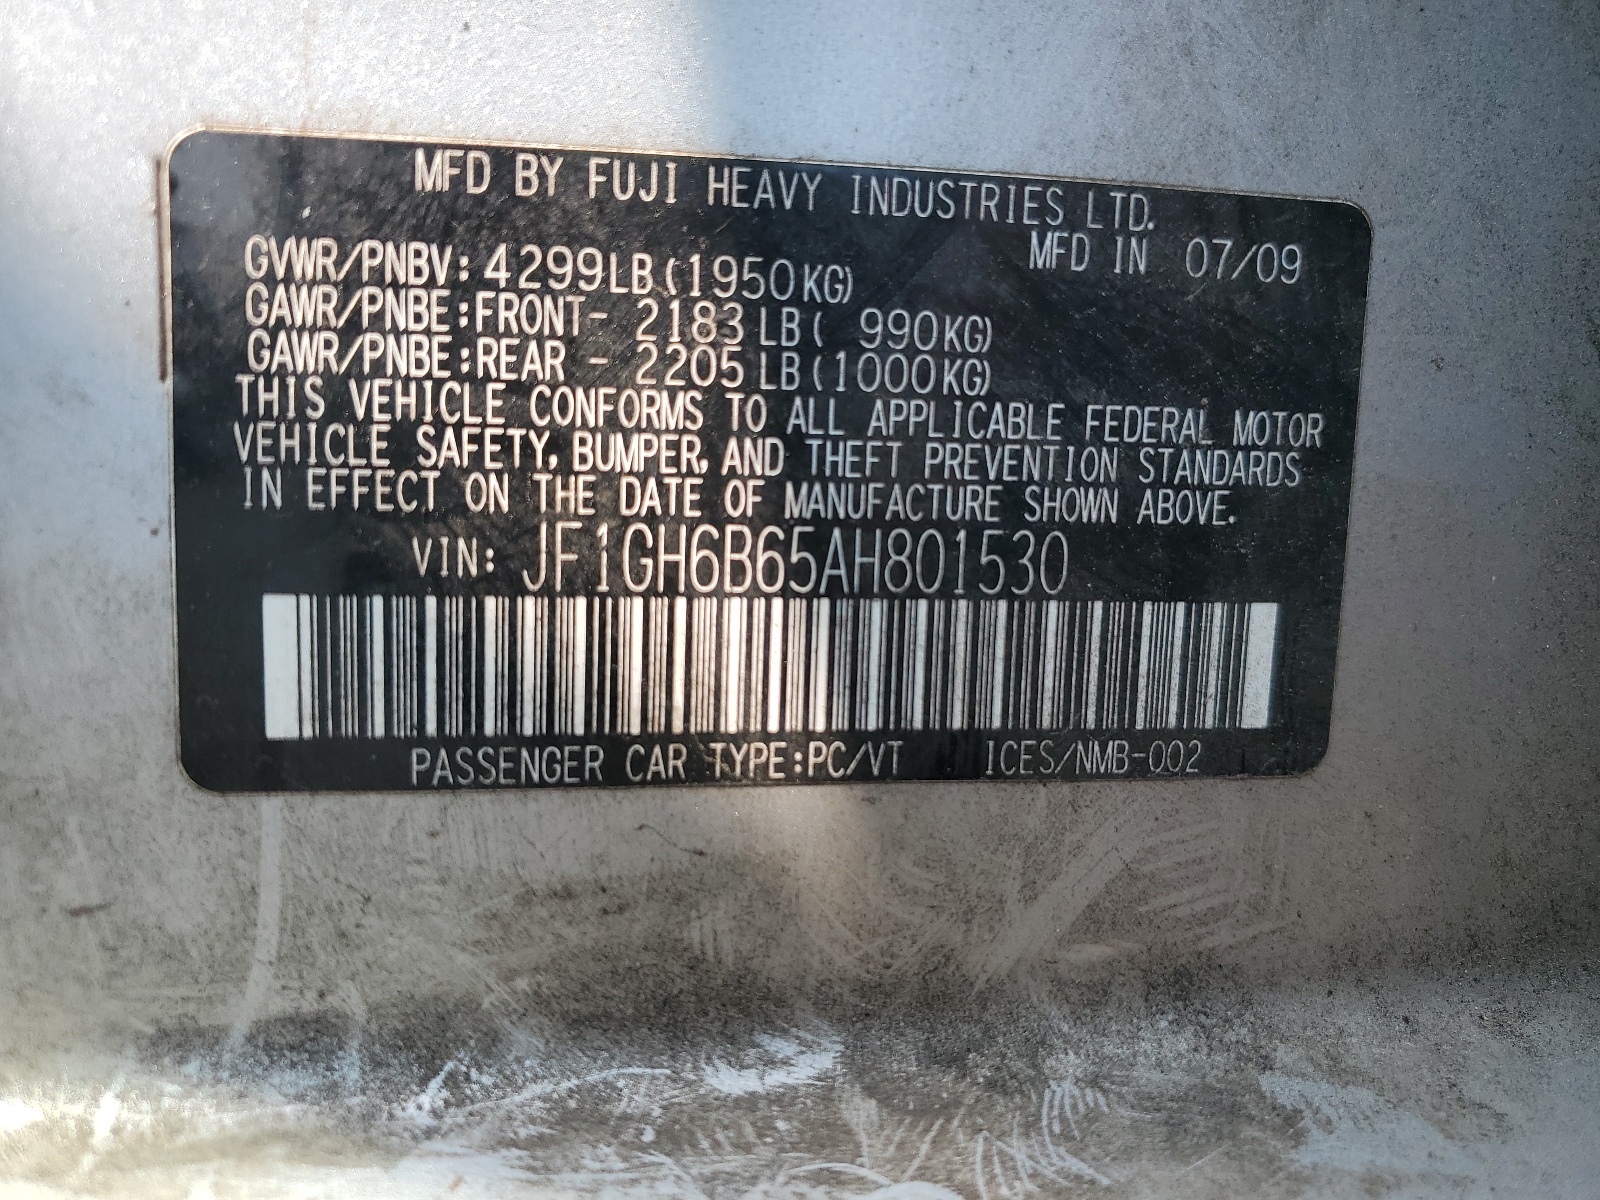 MFD BY FUJI HEAVY INDUSTRIES LTD.
MFD IN 07/09
GVWR/PNBV: 4299LB (1950KG)
GAWR/PNBE:FRONT- 2183 LB ( 990KG)
GAWR/PNBE:REAR - 2205 LB (1000KG)
THIS VEHICLE CONFORMS TO ALL APPLICABLE FEDERAL MOTOR
VEHICLE SAFETY, BUMPER, AND THEFT PREVENTION STANDARDS
IN EFFECT ON THE DATE OF MANUFACTURE SHOWN ABOVE.
VIN: JF1GH6B65AH801530
PASSENGER CAR TYPE:PC/VT ICES/NMB-002